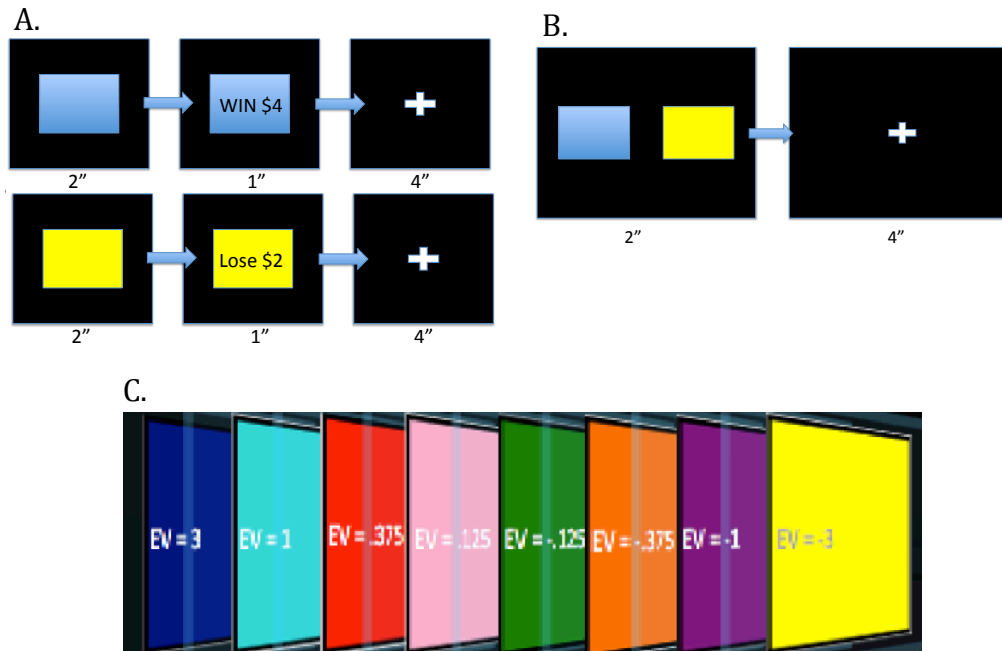 A.
WIN $4
2”
1”
4”
Lose $2
2”
1”
4”
B.
2”
4”
C.
EV = 3
EV = 1
EV = .375
EV = .125
EV = -.125
EV = -.375
EV = -1
EV = -3